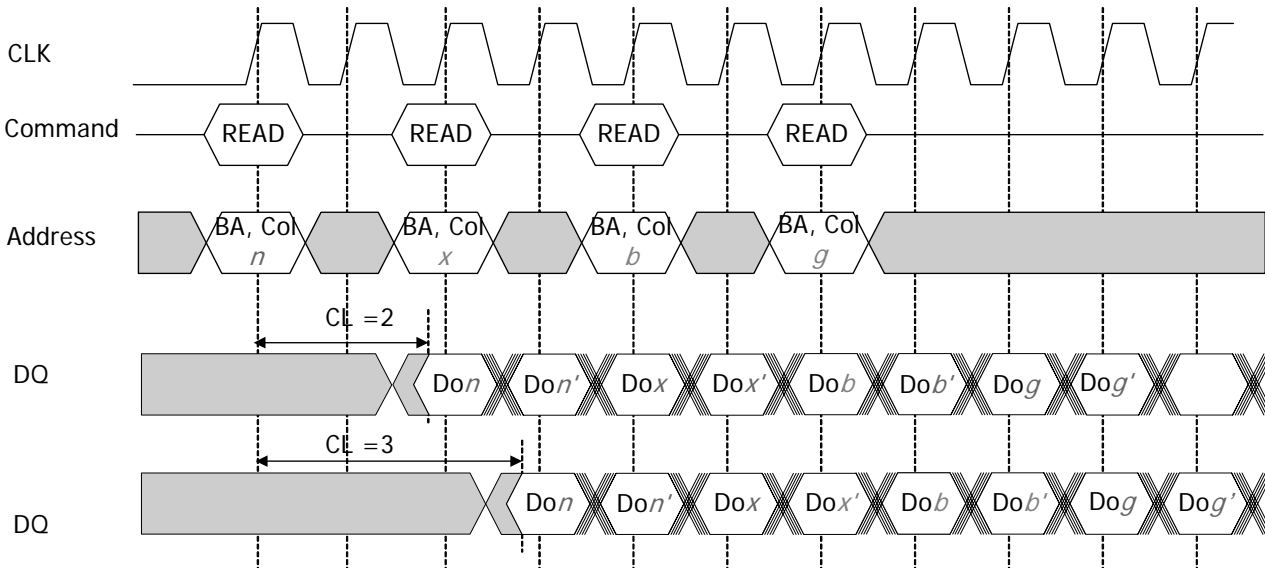 CLK
Command READ READ READ READ
Address BA, Col BA, Col BA, Col BA, Col
n x b g
CL =2
DQ Don Don' Dox Dox' Dob Dob' Dog Dog'
CL =3
DQ Don Don' Dox Dox' Dob Dob' Dog Dog'